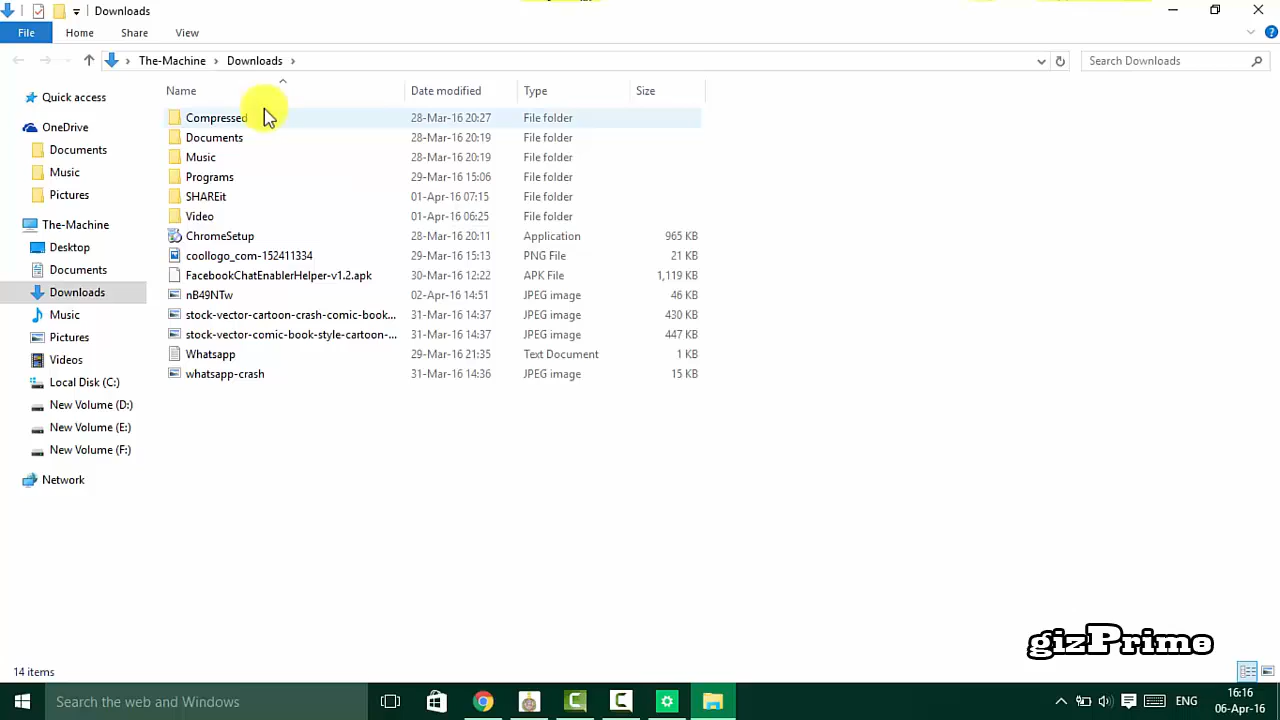 Downloads
File Home Share View
The-Machine Downloads Search Downloads
Name Date modified Type Size
Quick access
OneDrive
Documents
Music
Pictures
The-Machine
Desktop
Documents
Downloads
Music
Pictures
Videos
Local Disk (C:)
New Volume (D:)
New Volume (E:)
New Volume (F:)
Network
Compressed 28-Mar-16 20:27 File folder
Documents 28-Mar-16 20:19 File folder
Music 28-Mar-16 20:19 File folder
Programs 29-Mar-16 15:06 File folder
SHAREit 01-Apr-16 07:15 File folder
Video 01-Apr-16 06:25 File folder
ChromeSetup 28-Mar-16 20:11 Application 965 KB
coollogo_com-152411334 29-Mar-16 15:13 PNG File 21 KB
FacebookChatEnablerHelper-v1.2.apk 30-Mar-16 12:22 APK File 1,119 KB
nB49NTw 02-Apr-16 14:51 JPEG image 46 KB
stock-vector-cartoon-crash-comic-book... 31-Mar-16 14:37 JPEG image 430 KB
stock-vector-comic-book-style-cartoon-... 31-Mar-16 14:37 JPEG image 447 KB
Whatsapp 29-Mar-16 21:35 Text Document 1 KB
whatsapp-crash 31-Mar-16 14:36 JPEG image 15 KB
gizPrime
14 items
Search the web and Windows
ENG
16:16
06-Apr-16